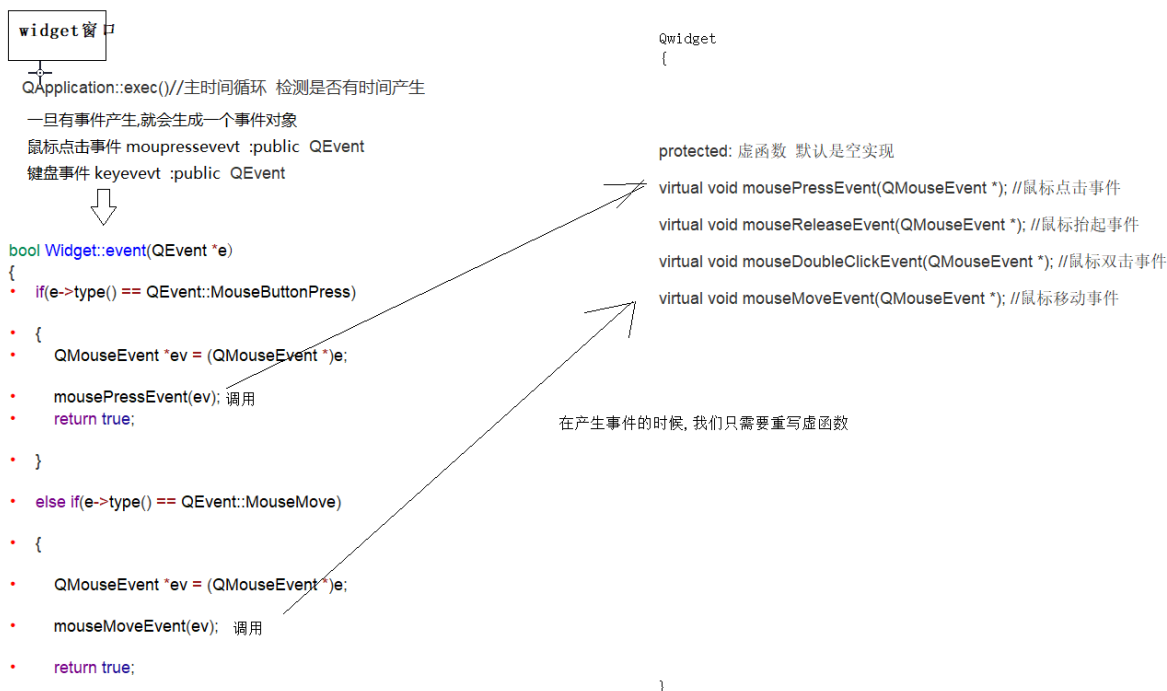 widget窗口
QApplication::exec()//主时间循环 检测是否有时间产生
一旦有事件产生,就会生成一个事件对象
鼠标点击事件 moupressevevt :public QEvent
键盘事件 keyevevt :public QEvent
bool Widget::event(QEvent *e)
{
• if(e->type() == QEvent::MouseButtonPress)
• {
• QMouseEvent *ev = (QMouseEvent *)e;
• mousePressEvent(ev); 调用
• return true;
• }
• else if(e->type() == QEvent::MouseMove)
• {
• QMouseEvent *ev = (QMouseEvent *)e;
• mouseMoveEvent(ev); 调用
• return true;
Qwidget
{
protected: 虚函数 默认是空实现
virtual void mousePressEvent(QMouseEvent *); //鼠标点击事件
virtual void mouseReleaseEvent(QMouseEvent *); //鼠标抬起事件
virtual void mouseDoubleClickEvent(QMouseEvent *); //鼠标双击事件
virtual void mouseMoveEvent(QMouseEvent *); //鼠标移动事件
在产生事件的时候,我们只需要重写虚函数
}